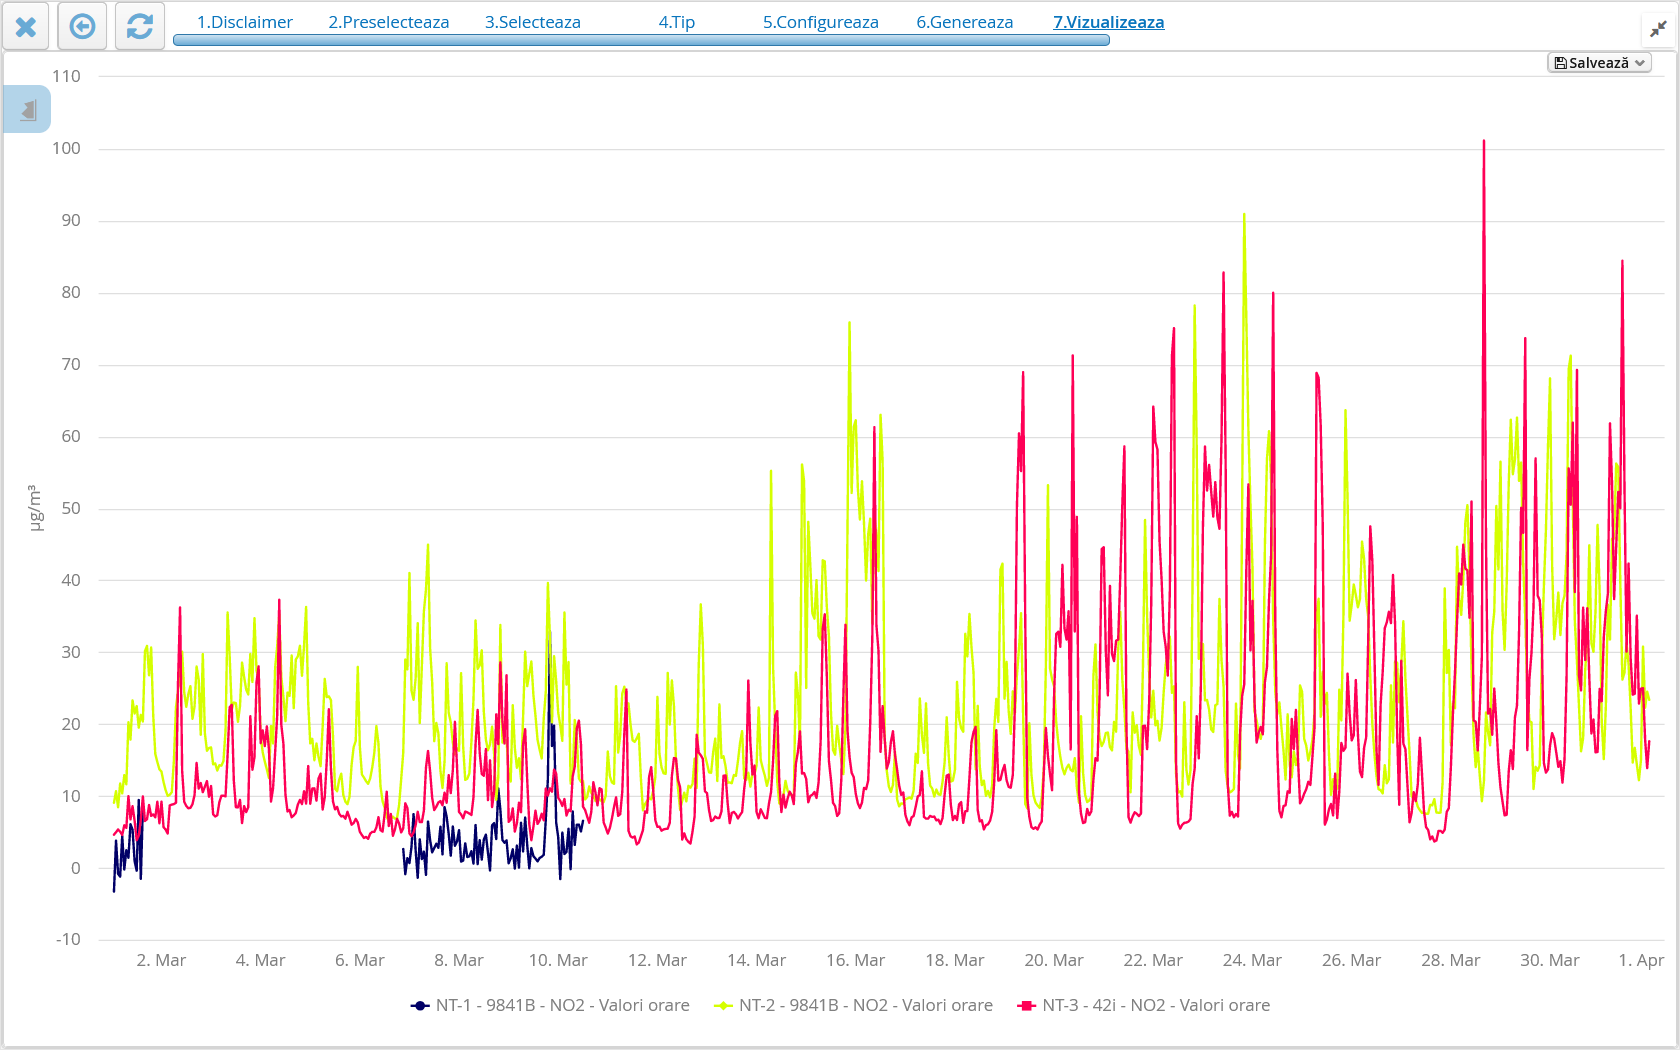 1.Disclaimer 2.Preselecteaza 3.Selecteaza 4.Tip 5.Configureaza 6.Genereaza 7.Vizualizeaza
Salvează
110
100
90
80
70
60
50
40
30
20
10
0
-10
µg/m³
2. Mar 4. Mar 6. Mar 8. Mar 10. Mar 12. Mar 14. Mar 16. Mar 18. Mar 20. Mar 22. Mar 24. Mar 26. Mar 28. Mar 30. Mar 1. Apr
NT-1 - 9841B - NO2 - Valori orare NT-2 - 9841B - NO2 - Valori orare NT-3 - 42i - NO2 - Valori orare